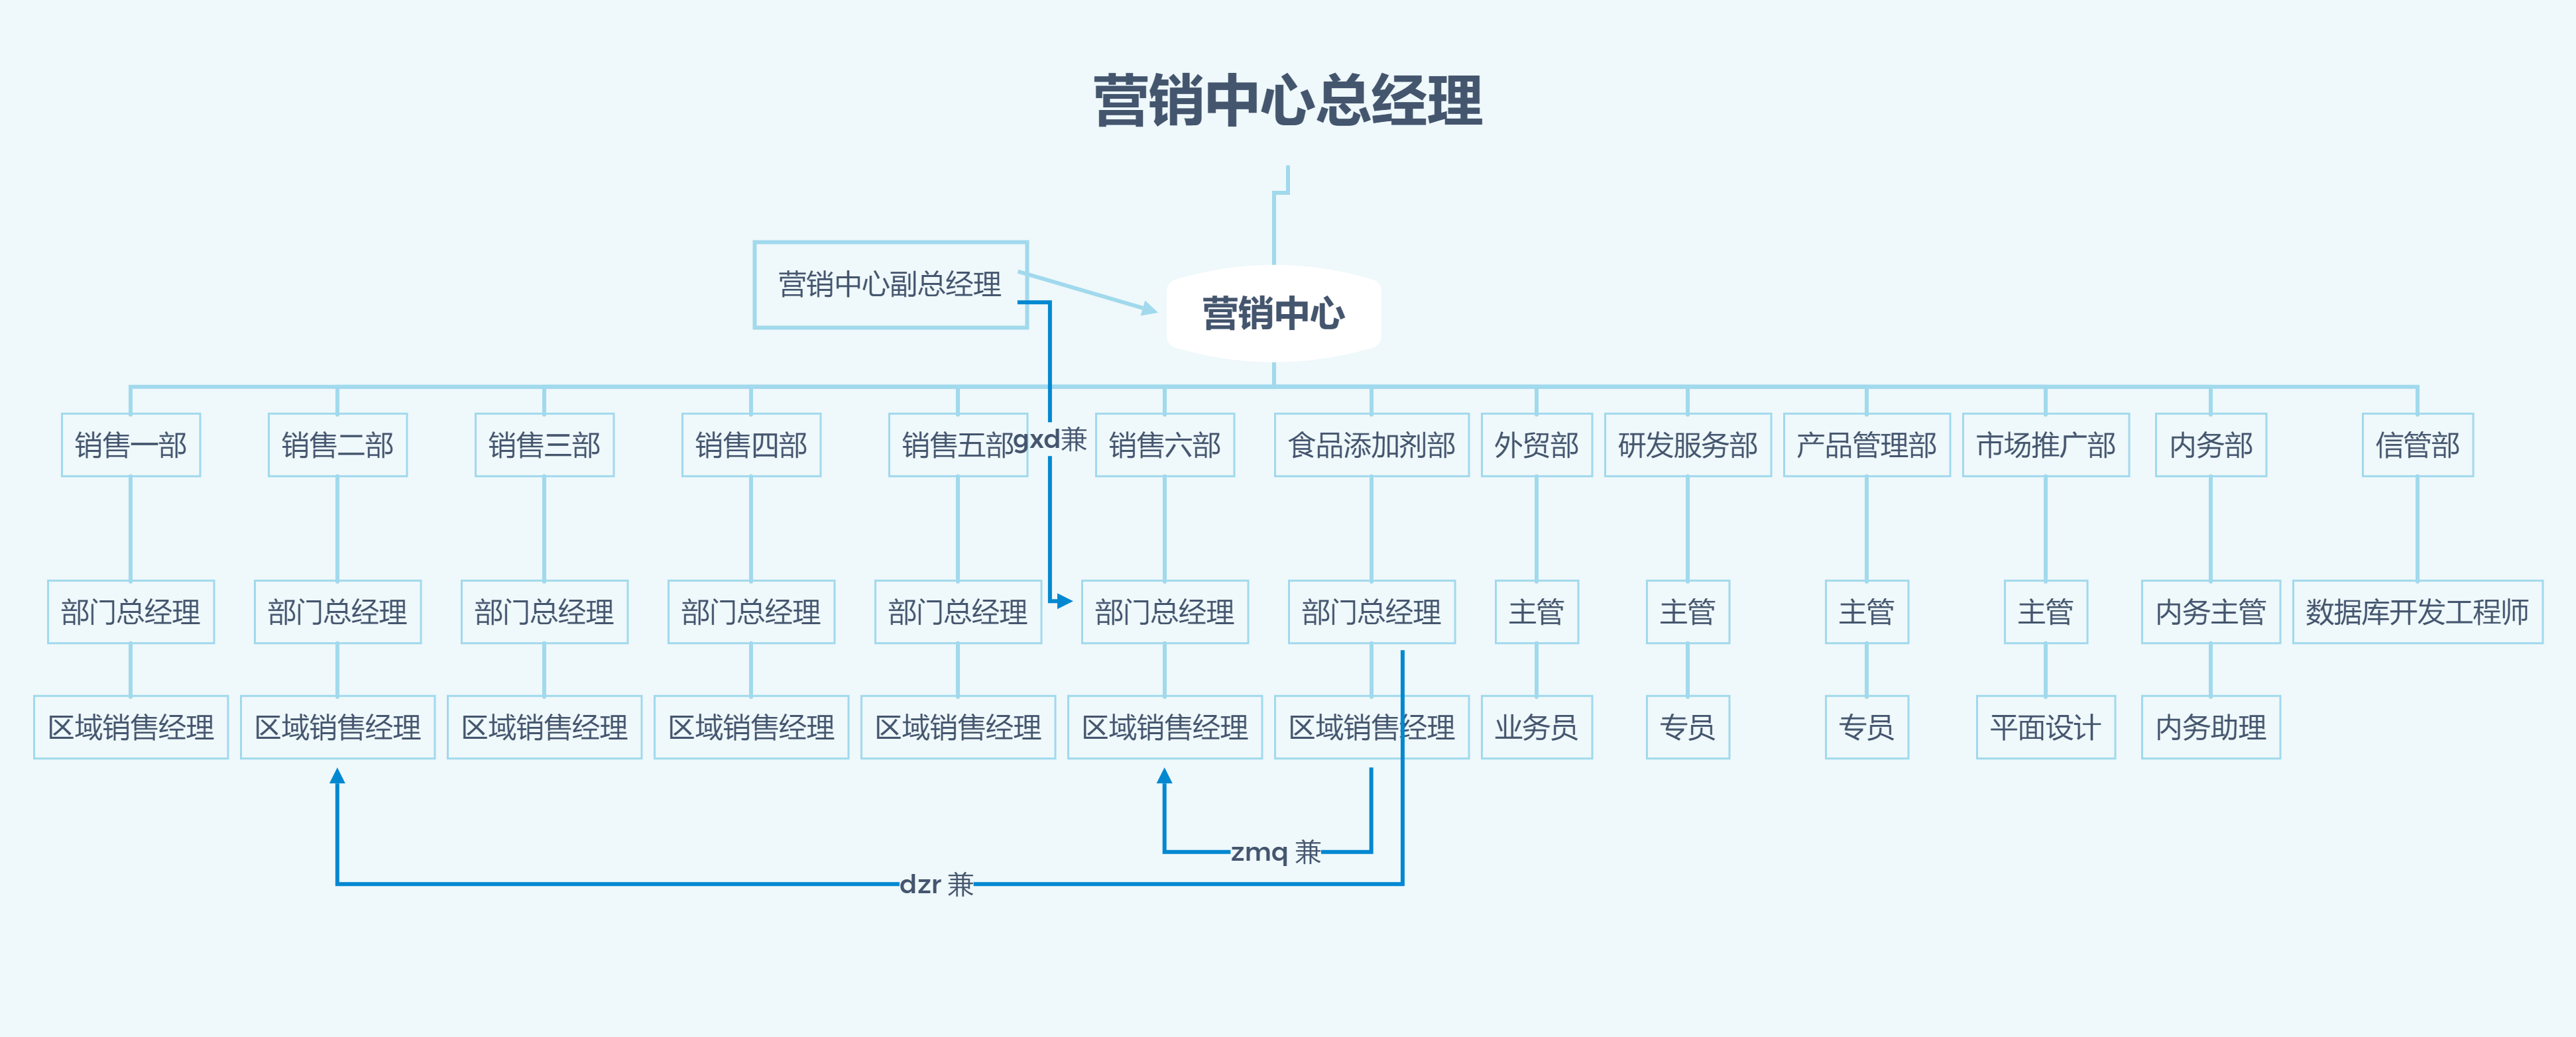 营销中心总经理
营销中心副总经理
营销中心
销售一部
销售二部
销售三部
销售四部
销售五部
gxd兼
销售六部
食品添加剂部
外贸部
研发服务部
产品管理部
市场推广部
内务部
信管部
部门总经理
部门总经理
部门总经理
部门总经理
部门总经理
部门总经理
部门总经理
主管
主管
主管
主管
内务主管
数据库开发工程师
区域销售经理
区域销售经理
区域销售经理
区域销售经理
区域销售经理
区域销售经理
区域销售经理
业务员
专员
专员
平面设计
内务助理
zmq 兼
dzr 兼